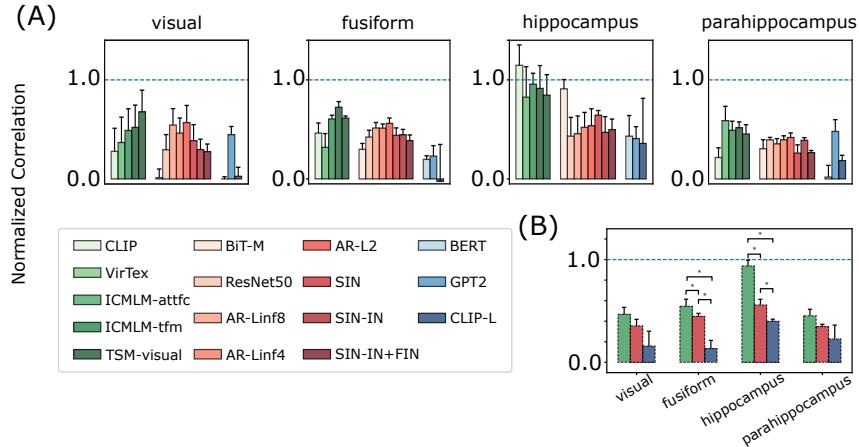 (A)
visual
fusiform
hippocampus
parahippocampus
Normalized Correlation
1.0
0.0
1.0
0.0
1.0
0.0
1.0
0.0
CLIP
VirTex
ICMLM-attfc
ICMLM-tfm
TSM-visual
BiT-M
ResNet50
AR-Linf8
AR-Linf4
AR-L2
SIN
SIN-IN
SIN-IN+FIN
BERT
GPT2
CLIP-L
(B)
1.0
0.0
* * *
* * *
visual
fusiform
hippocampus
parahippocampus